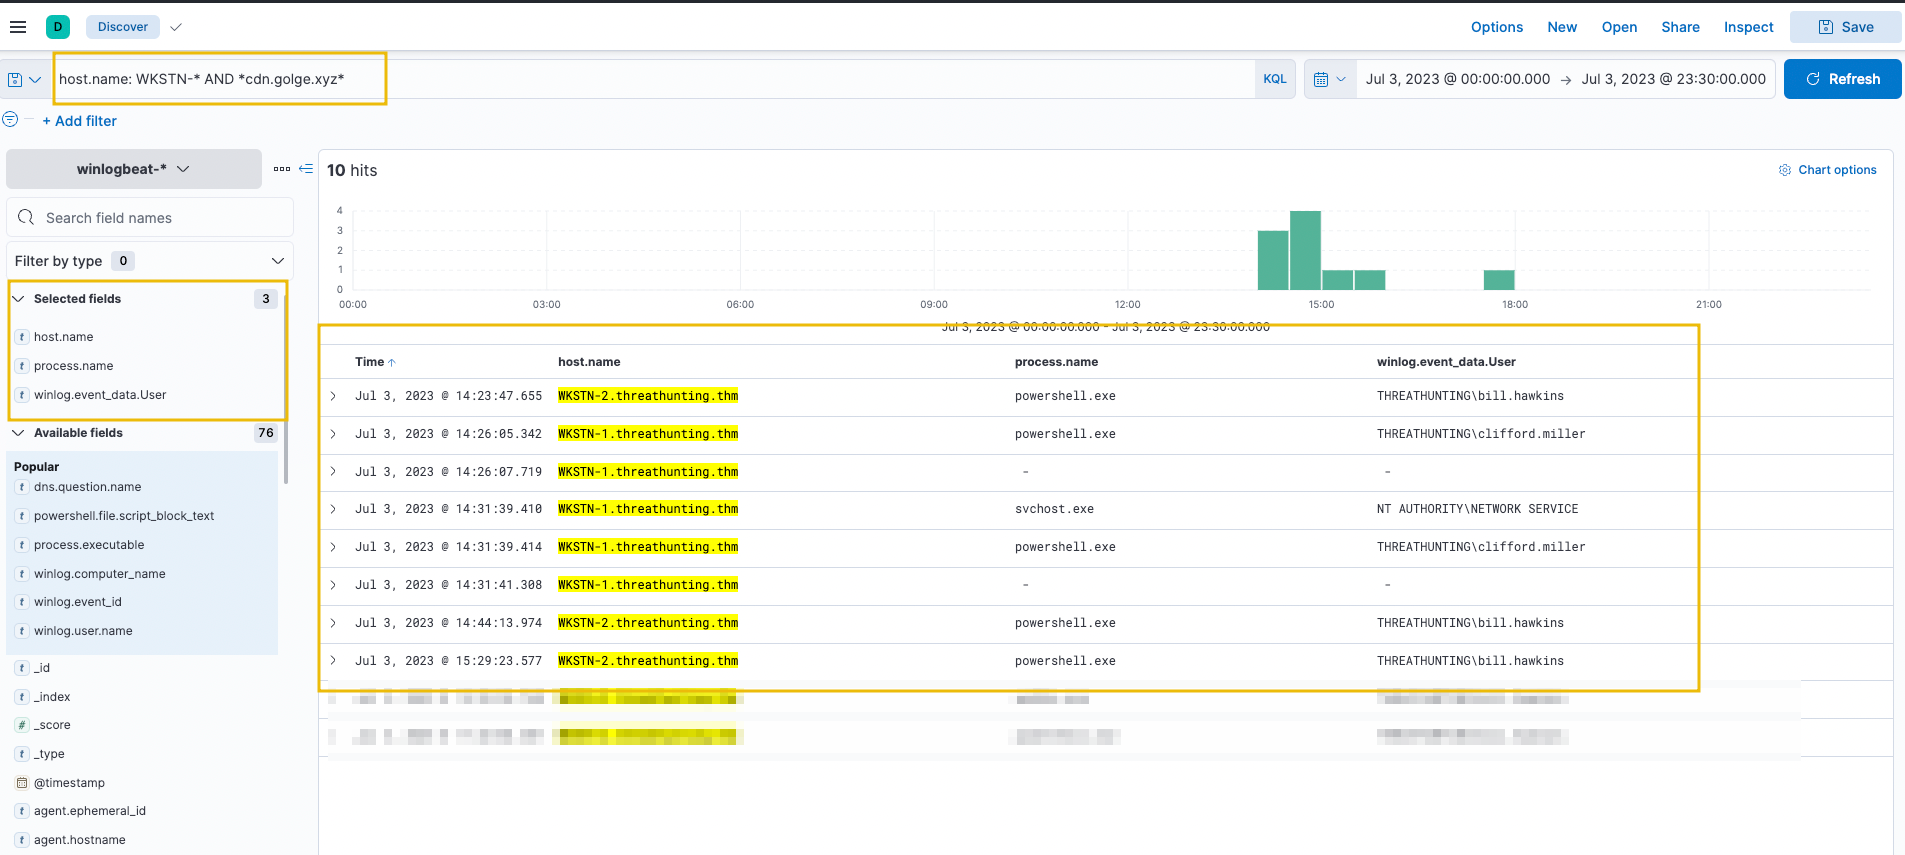 D Discover Options New Open Share Inspect Save
host.name: WKSTN-* AND *cdn.golge.xyz* KQL Jul 3, 2023 @ 00:00:00.000 → Jul 3, 2023 @ 23:30:00.000 Refresh
+ Add filter
winlogbeat-*
Search field names
Filter by type 0
Selected fields 3
t host.name
t process.name
t winlog.event_data.User
Available fields 76
Popular
t dns.question.name
t powershell.file.script_block_text
t process.executable
t winlog.computer_name
t winlog.event_id
t winlog.user.name
t _id
t _index
# _score
t _type
@timestamp
t agent.ephemeral_id
t agent.hostname
10 hits Chart options
4
3
2
1
0
00:00 03:00 06:00 09:00 12:00 15:00 18:00 21:00
Jul 3, 2023 @ 00:00:00.000 - Jul 3, 2023 @ 23:30:00.000
Time ↑ host.name process.name winlog.event_data.User
Jul 3, 2023 @ 14:23:47.655 WKSTN-2.threathunting.thm powershell.exe THREATHUNTING\bill.hawkins
Jul 3, 2023 @ 14:26:05.342 WKSTN-1.threathunting.thm powershell.exe THREATHUNTING\clifford.miller
Jul 3, 2023 @ 14:26:07.719 WKSTN-1.threathunting.thm - -
Jul 3, 2023 @ 14:31:39.410 WKSTN-1.threathunting.thm svchost.exe NT AUTHORITY\NETWORK SERVICE
Jul 3, 2023 @ 14:31:39.414 WKSTN-1.threathunting.thm powershell.exe THREATHUNTING\clifford.miller
Jul 3, 2023 @ 14:31:41.308 WKSTN-1.threathunting.thm - -
Jul 3, 2023 @ 14:44:13.974 WKSTN-2.threathunting.thm powershell.exe THREATHUNTING\bill.hawkins
Jul 3, 2023 @ 15:29:23.577 WKSTN-2.threathunting.thm powershell.exe THREATHUNTING\bill.hawkins